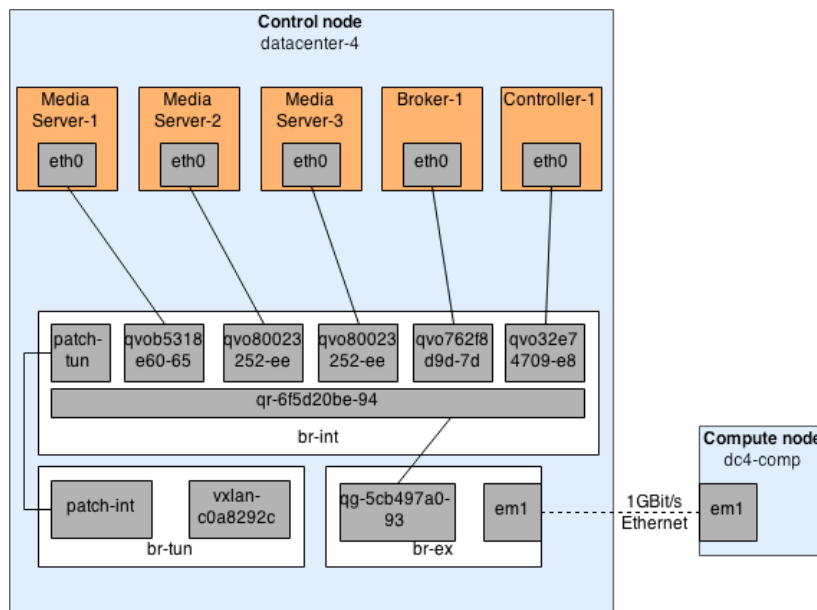 Control node
datacenter-4
Media
Server-1
eth0
Media
Server-2
eth0
Media
Server-3
eth0
Broker-1
eth0
Controller-1
eth0
patch-
tun
qvob5318
e60-65
qvo80023
252-ee
qvo80023
252-ee
qvo762f8
d9d-7d
qvo32e7
4709-e8
qr-6f5d20be-94
br-int
patch-int
vxlan-
c0a8292c
br-tun
qg-5cb497a0-
93
em1
br-ex
1GBit/s
Ethernet
Compute node
dc4-comp
em1